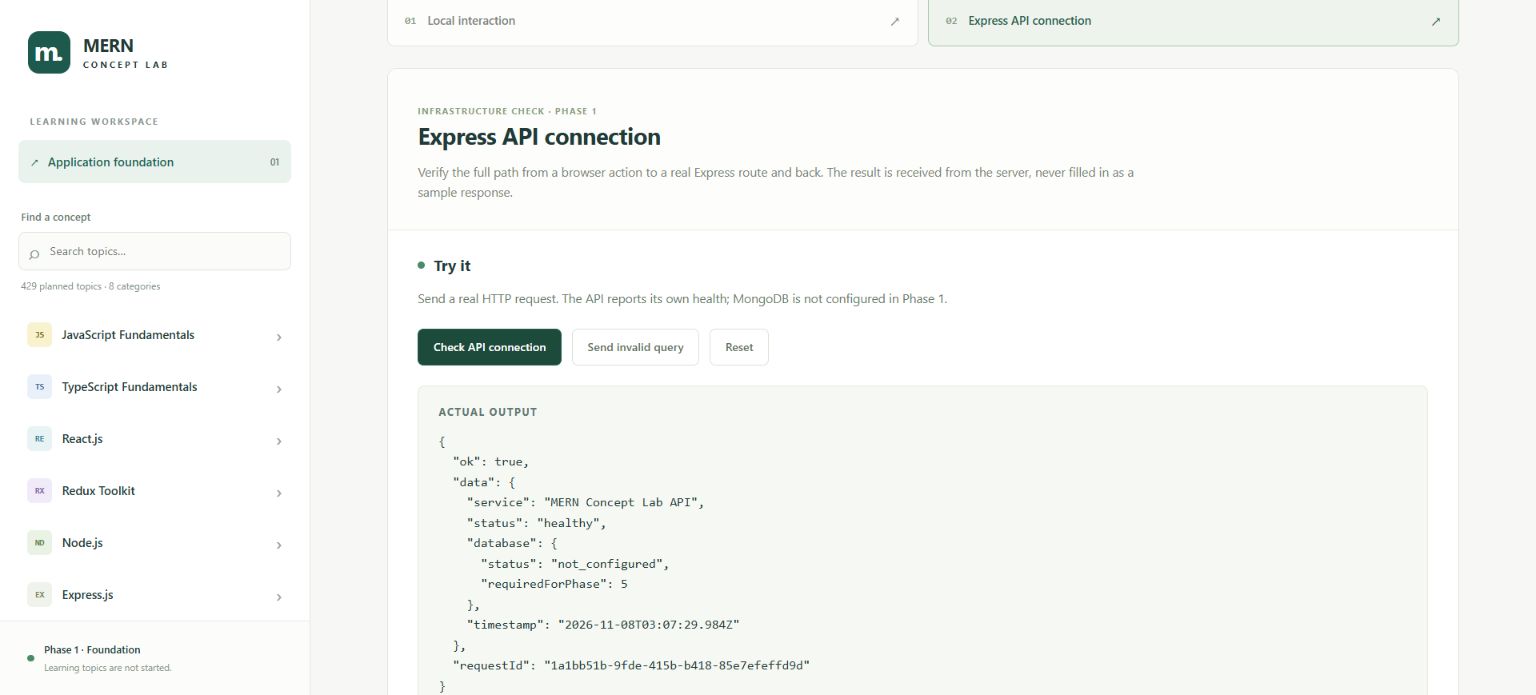 m.
MERN
CONCEPT LAB
LEARNING WORKSPACE
Application foundation 01
Find a concept
Search topics...
429 planned topics · 8 categories
JS JavaScript Fundamentals
TS TypeScript Fundamentals
RE React.js
RX Redux Toolkit
ND Node.js
EX Express.js
Phase 1 · Foundation
Learning topics are not started.
01 Local interaction
02 Express API connection
INFRASTRUCTURE CHECK · PHASE 1
Express API connection
Verify the full path from a browser action to a real Express route and back. The result is received from the server, never filled in as a
sample response.
Try it
Send a real HTTP request. The API reports its own health; MongoDB is not configured in Phase 1.
Check API connection Send invalid query Reset
ACTUAL OUTPUT
{
  "ok": true,
  "data": {
    "service": "MERN Concept Lab API",
    "status": "healthy",
    "database": {
      "status": "not_configured",
      "requiredForPhase": 5
    },
    "timestamp": "2026-11-08T03:07:29.984Z"
  },
  "requestId": "1a1bb51b-9fde-415b-b418-85e7efeffd9d"
}